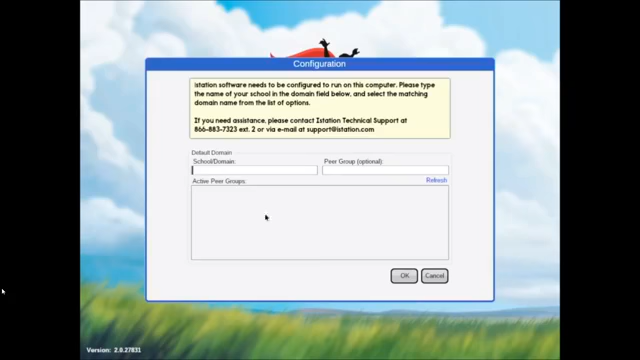 Configuration
Istation software needs to be configured to run on this computer. Please type
the name of your school in the domain field below, and select the matching
domain name from the list of options.
If you need assistance, please contact Istation Technical Support at
866-883-7323 ext. 2 or via e-mail at support@istation.com
Default Domain
School/Domain: Peer Group (optional):
Active Peer Groups: Refresh
OK Cancel
Version: 2.0.27831